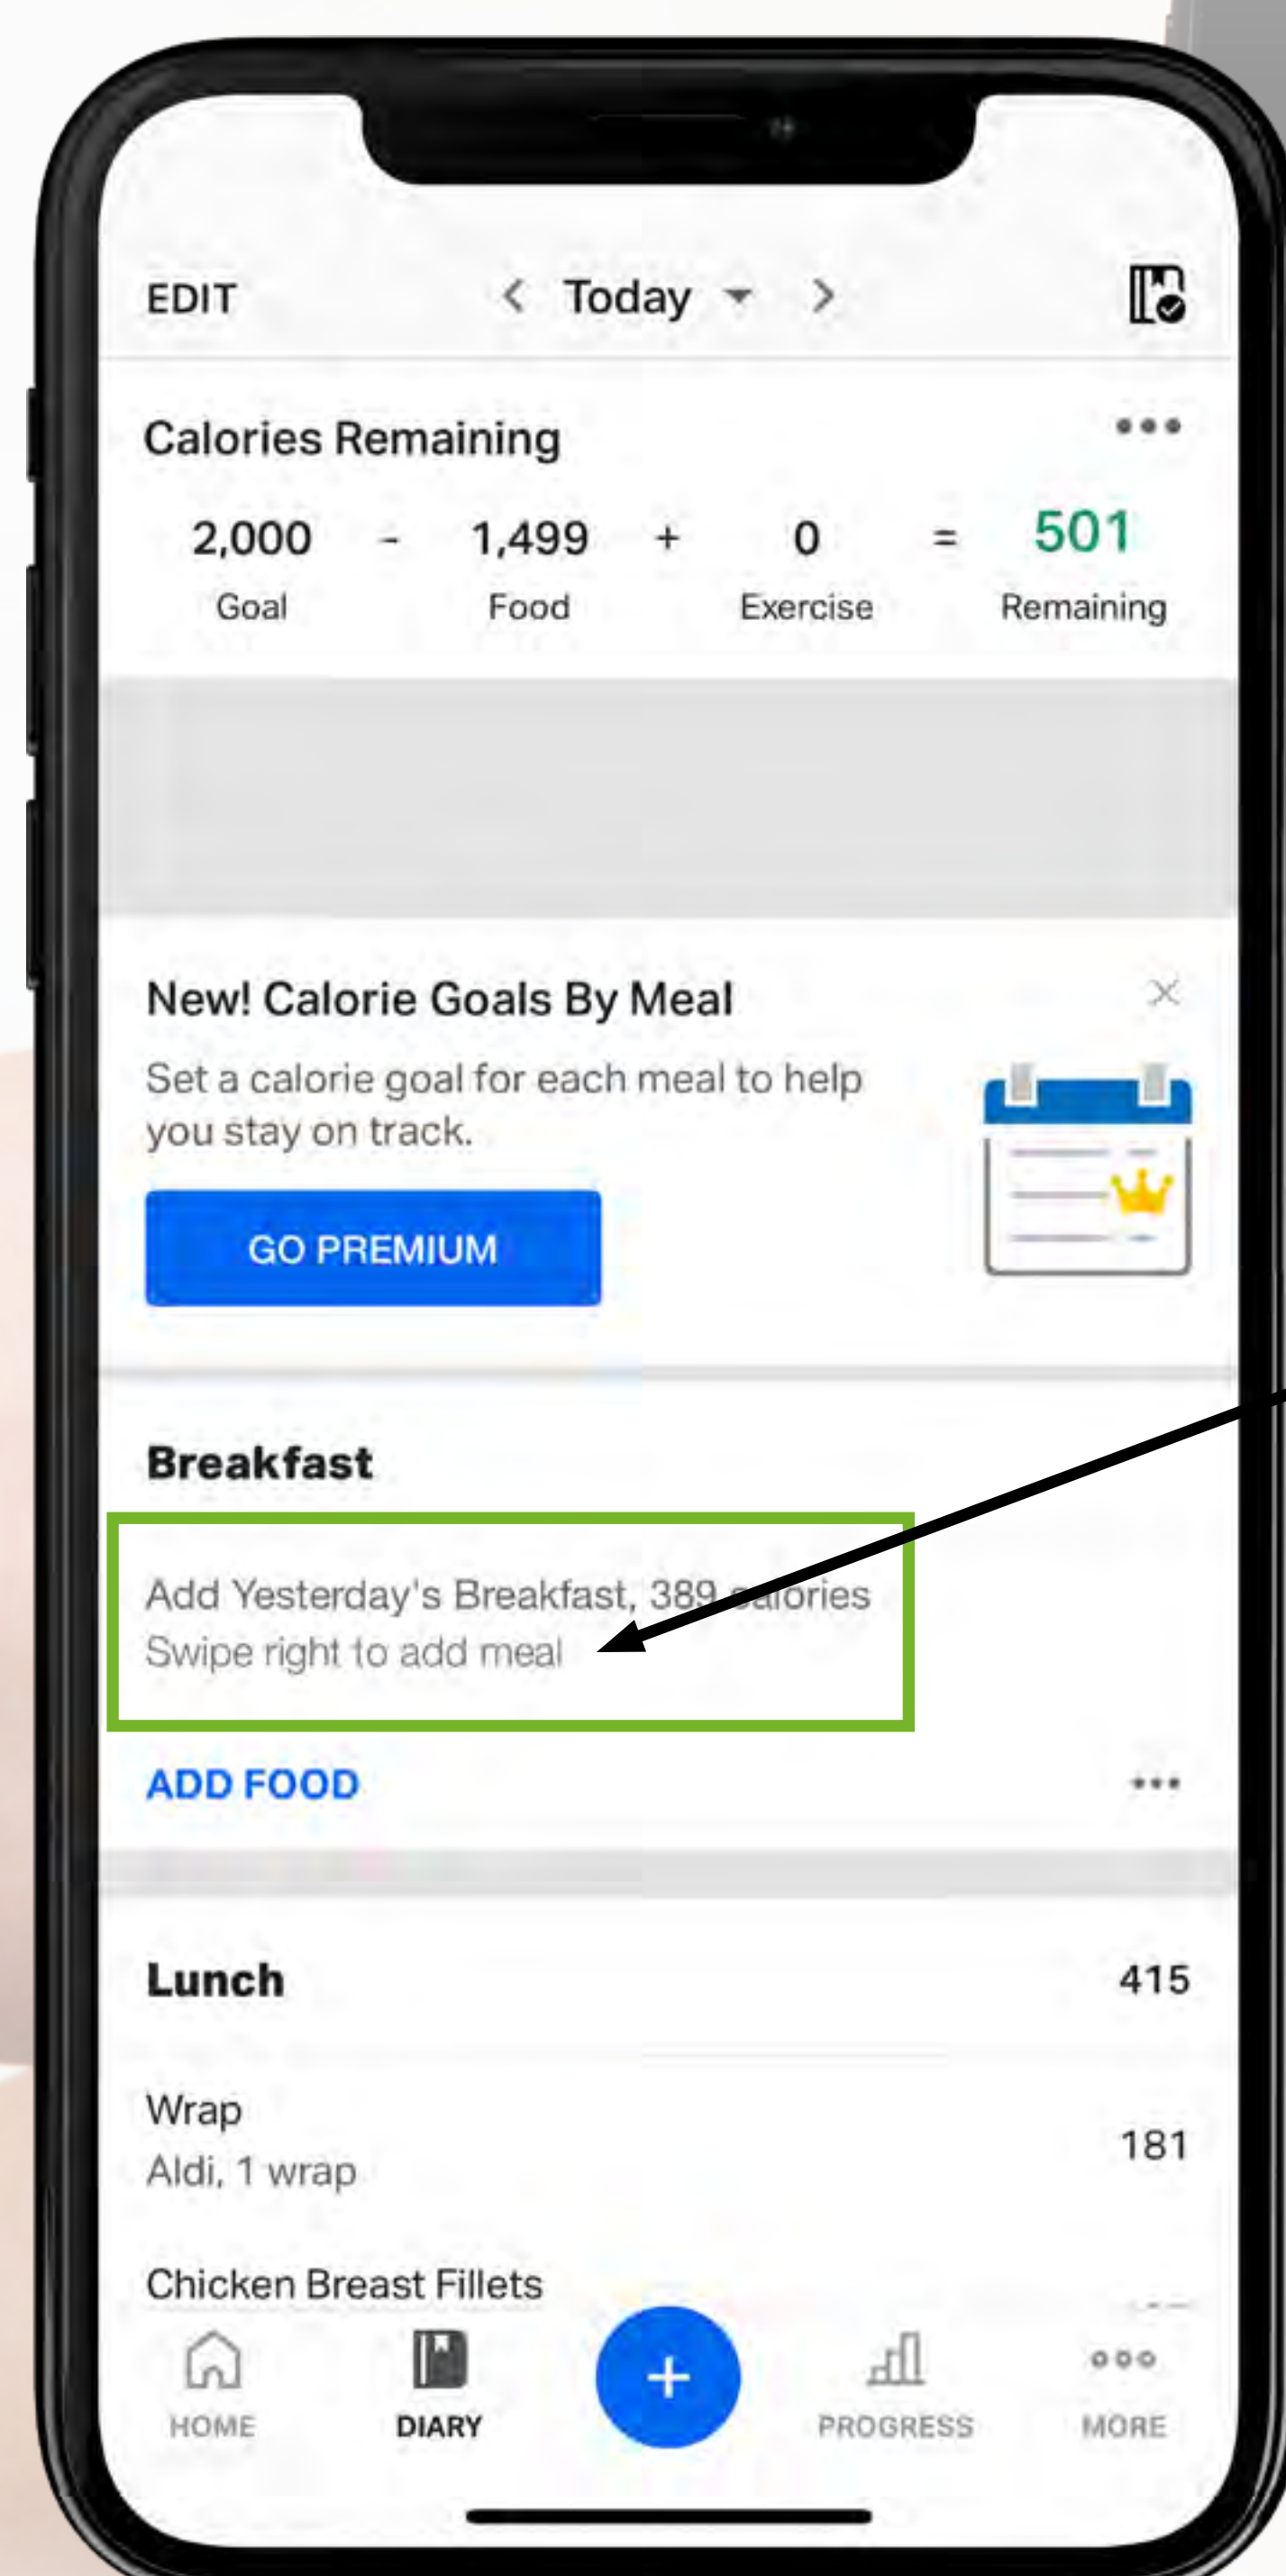 EDIT < Today >
Calories Remaining
2,000 - 1,499 + 0 = 501
Goal Food Exercise Remaining
New! Calorie Goals By Meal
Set a calorie goal for each meal to help
you stay on track.
GO PREMIUM
Breakfast
Add Yesterday's Breakfast, 389 calories
Swipe right to add meal
ADD FOOD
Lunch 415
Wrap
181
Aldi, 1 wrap
Chicken Breast Fillets
HOME DIARY + PROGRESS MORE